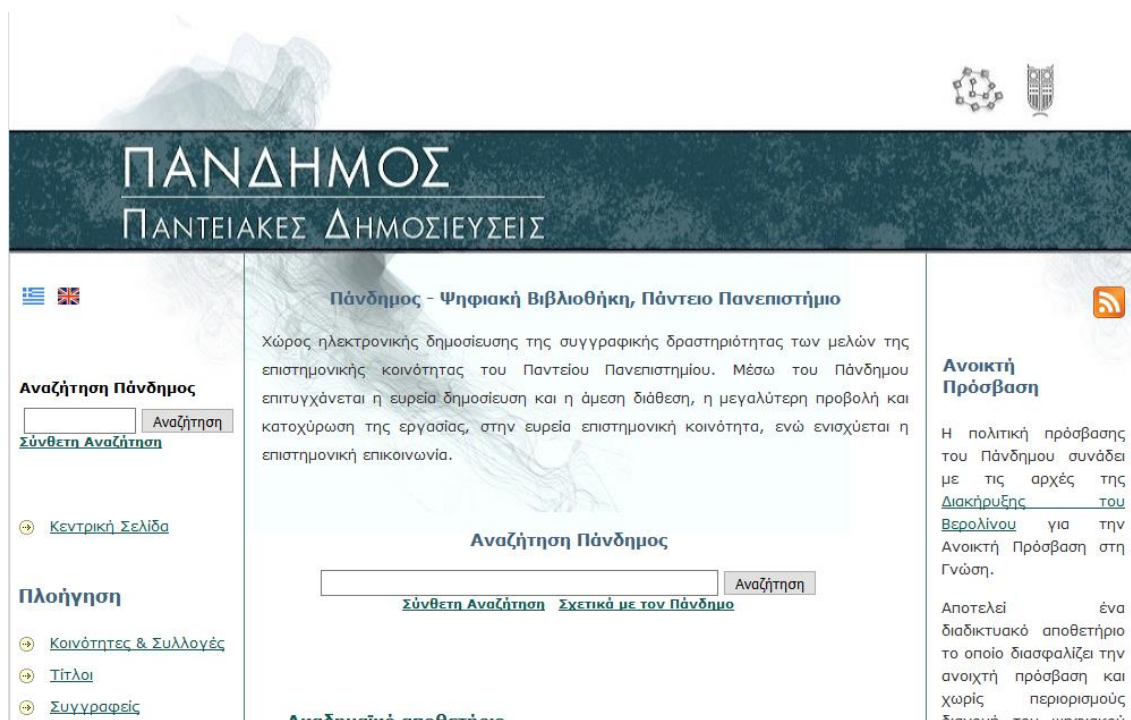 ΠΑΝΔΗΜΟΣ
ΠΑΝΤΕΙΑΚΕΣ ΔΗΜΟΣΙΕΥΣΕΙΣ
Αναζήτηση Πάνδημος
Αναζήτηση
Σύνθετη Αναζήτηση
Κεντρική Σελίδα
Πλοήγηση
Κοινότητες & Συλλογές
Τίτλοι
Συγγραφείς
Πάνδημος - Ψηφιακή Βιβλιοθήκη, Πάντειο Πανεπιστήμιο
Χώρος ηλεκτρονικής δημοσίευσης της συγγραφικής δραστηριότητας των μελών της
επιστημονικής κοινότητας του Παντείου Πανεπιστημίου. Μέσω του Πάνδημου
επιτυγχάνεται η ευρεία δημοσίευση και η άμεση διάθεση, η μεγαλύτερη προβολή και
κατοχύρωση της εργασίας, στην ευρεία επιστημονική κοινότητα, ενώ ενισχύεται η
επιστημονική επικοινωνία.
Αναζήτηση Πάνδημος
Αναζήτηση
Σύνθετη Αναζήτηση Σχετικά με τον Πάνδημο
Ακαδημαϊκό αποθετήριο
Ανοικτή
Πρόσβαση
Η πολιτική πρόσβασης
του Πάνδημου συνάδει
με τις αρχές της
Διακήρυξης του
Βερολίνου για την
Ανοικτή Πρόσβαση στη
Γνώση.
Αποτελεί ένα
διαδικτυακό αποθετήριο
το οποίο διασφαλίζει την
ανοιχτή πρόσβαση και
χωρίς περιορισμούς
διανομή του ψηφιακού